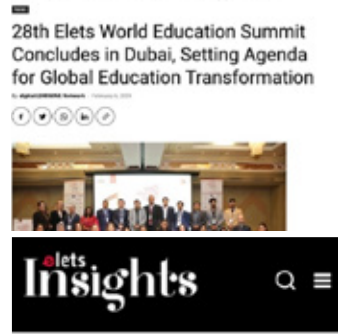 28th Elets World Education Summit
Concludes in Dubai, Setting Agenda
for Global Education Transformation
elets
Insights